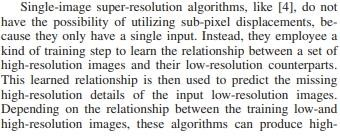 Single-image super-resolution algorithms, like [4], do not
have the possibility of utilizing sub-pixel displacements, be-
cause they only have a single input. Instead, they employee a
kind of training step to learn the relationship between a set of
high-resolution images and their low-resolution counterparts.
This learned relationship is then used to predict the missing
high-resolution details of the input low-resolution images.
Depending on the relationship between the training low-and
high-resolution images, these algorithms can produce high-